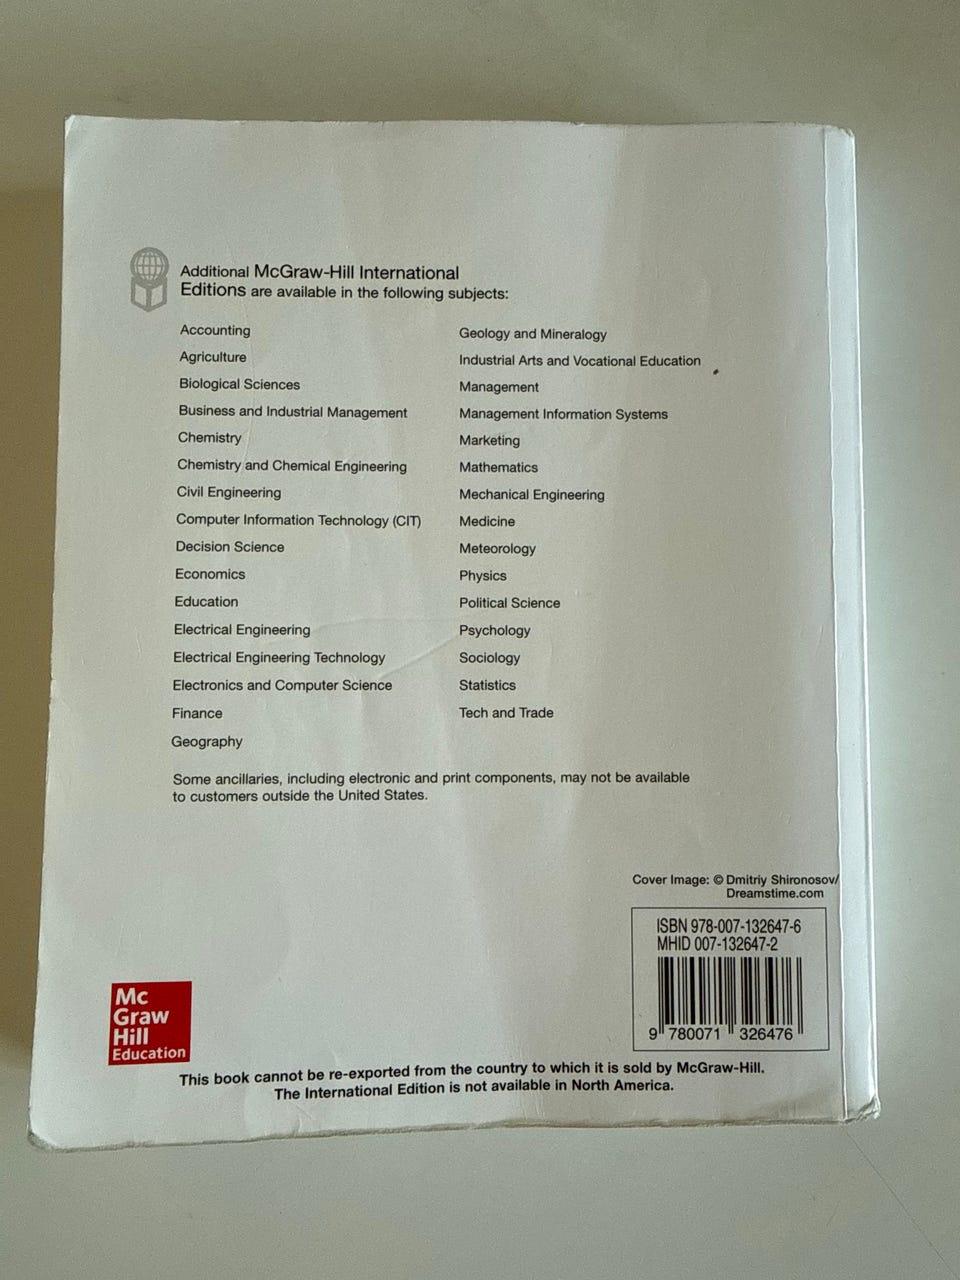 Additional McGraw-Hill International
Editions are available in the following subjects:
Accounting
Agriculture
Biological Sciences
Business and Industrial Management
Chemistry
Chemistry and Chemical Engineering
Civil Engineering
Computer Information Technology (CIT)
Decision Science
Economics
Education
Electrical Engineering
Electrical Engineering Technology
Electronics and Computer Science
Finance
Geography
Geology and Mineralogy
Industrial Arts and Vocational Education
Management
Management Information Systems
Marketing
Mathematics
Mechanical Engineering
Medicine
Meteorology
Physics
Political Science
Psychology
Sociology
Statistics
Tech and Trade
Some ancillaries, including electronic and print components, may not be available
to customers outside the United States.
Cover Image: © Dmitriy Shironosov/
Dreamstime.com
ISBN 978-007-132647-6
MHID 007-132647-2
9 780071 326476
Mc
Graw
Hill
Education
This book cannot be re-exported from the country to which it is sold by McGraw-Hill.
The International Edition is not available in North America.